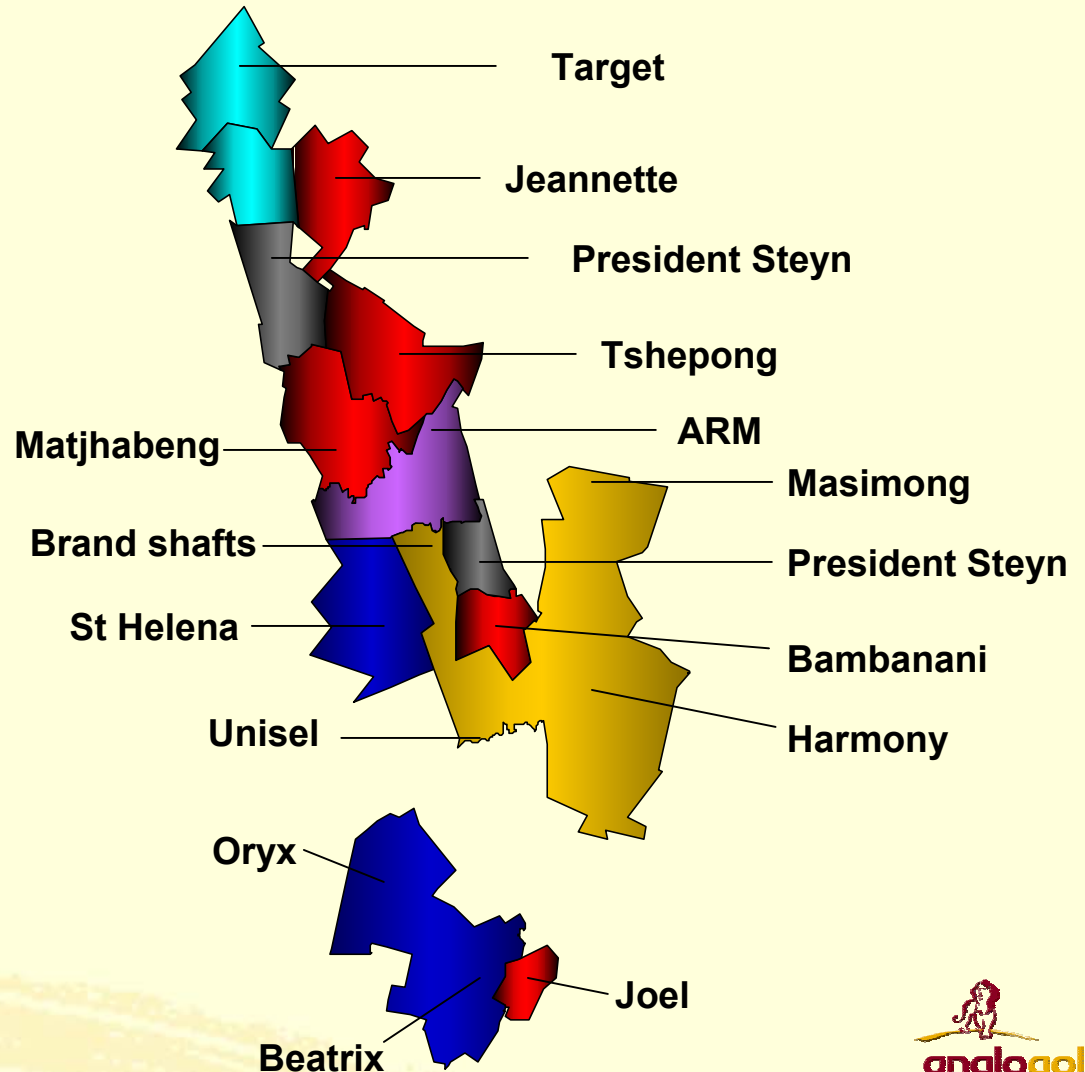 Target
Jeannette
President Steyn
Tshepong
ARM
Matjhabeng
Masimong
Brand shafts
President Steyn
St Helena
Bambanani
Unisel
Harmony
Oryx
Joel
Beatrix
anglogol